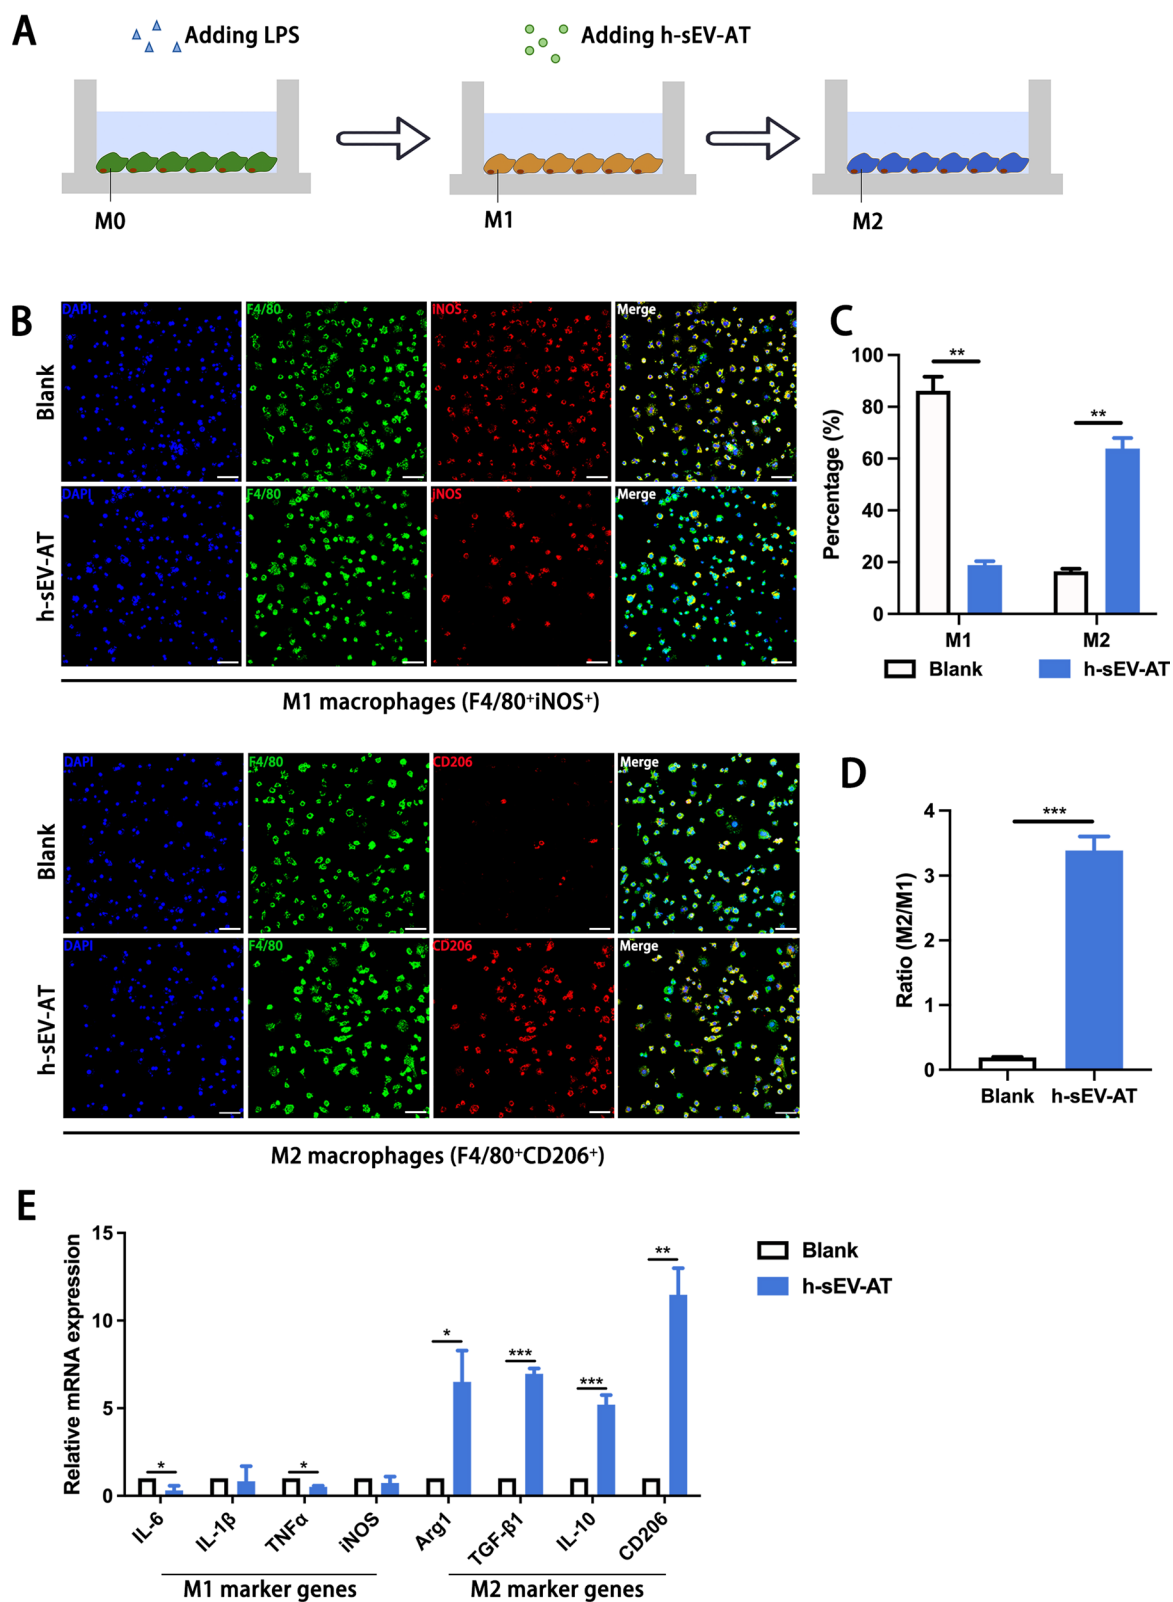 A
Adding LPS
Adding h-sEV-AT
M0
M1
M2
B
Blank
DAPI
F4/80
iNOS
Merge
h-sEV-AT
DAPI
F4/80
iNOS
Merge
M1 macrophages (F4/80⁺iNOS⁺)
Blank
DAPI
F4/80
CD206
Merge
h-sEV-AT
DAPI
F4/80
CD206
Merge
M2 macrophages (F4/80⁺CD206⁺)
C
Percentage (%)
100
80
60
40
20
0
**
**
M1
M2
Blank
h-sEV-AT
D
Ratio (M2/M1)
4
3
2
1
0
***
Blank
h-sEV-AT
E
Relative mRNA expression
15
10
5
0
*
*
*
***
***
**
IL-6
IL-1β
TNFα
iNOS
Arg1
TGF-β1
IL-10
CD206
M1 marker genes
M2 marker genes
Blank
h-sEV-AT